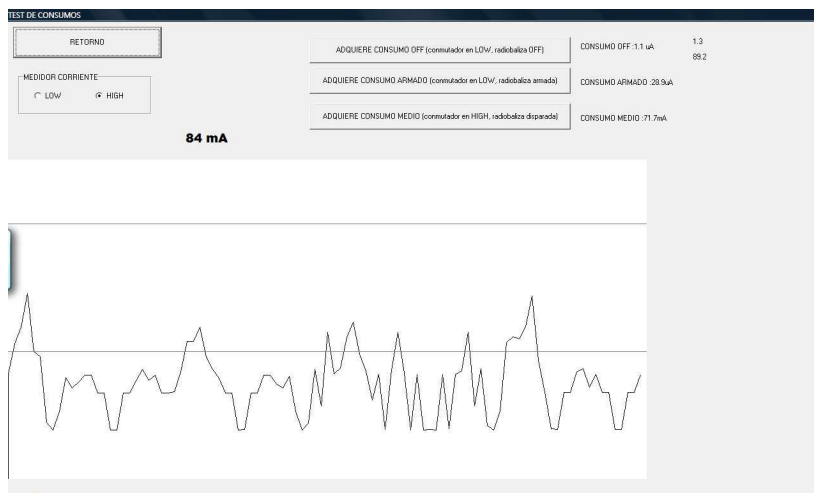 TEST DE CONSUMOS
RETORNO
MEDIDOR CORRIENTE
LOW HIGH
84 mA
ADQUIERE CONSUMO OFF (conmutador en LOW, radiobaliza OFF)
CONSUMO OFF :1.1 uA
1.3
89.2
ADQUIERE CONSUMO ARMADO (conmutador en LOW, radiobaliza armada)
CONSUMO ARMADO :28.9uA
ADQUIERE CONSUMO MEDIO (conmutador en HIGH, radiobaliza disparada)
CONSUMO MEDIO :71.7mA